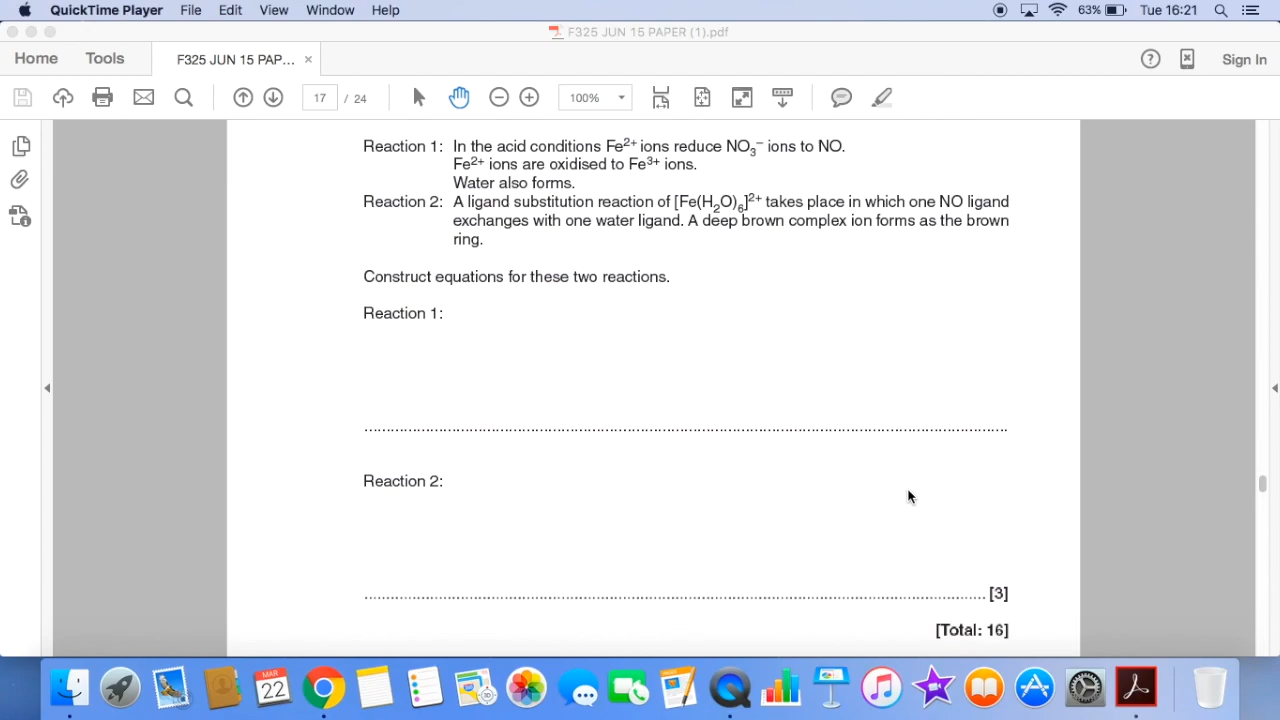 QuickTime Player File Edit View Window Help 63% Tue 16:21
F325 JUN 15 PAPER (1).pdf
Home Tools F325 JUN 15 PAP... × Sign In
17 / 24 100%
Reaction 1: In the acid conditions Fe²⁺ ions reduce NO₃⁻ ions to NO.
Fe²⁺ ions are oxidised to Fe³⁺ ions.
Water also forms.
Reaction 2: A ligand substitution reaction of [Fe(H₂O)₆]²⁺ takes place in which one NO ligand
exchanges with one water ligand. A deep brown complex ion forms as the brown
ring.
Construct equations for these two reactions.
Reaction 1:
Reaction 2:
[3]
[Total: 16]
MAR
22